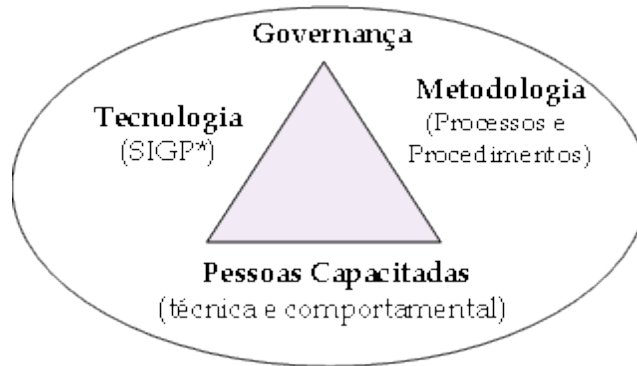 Governança
Tecnologia
(SIGP*)
Metodologia
(Processos e
Procedimentos)
Pessoas Capacitadas
(técnica e comportamental)